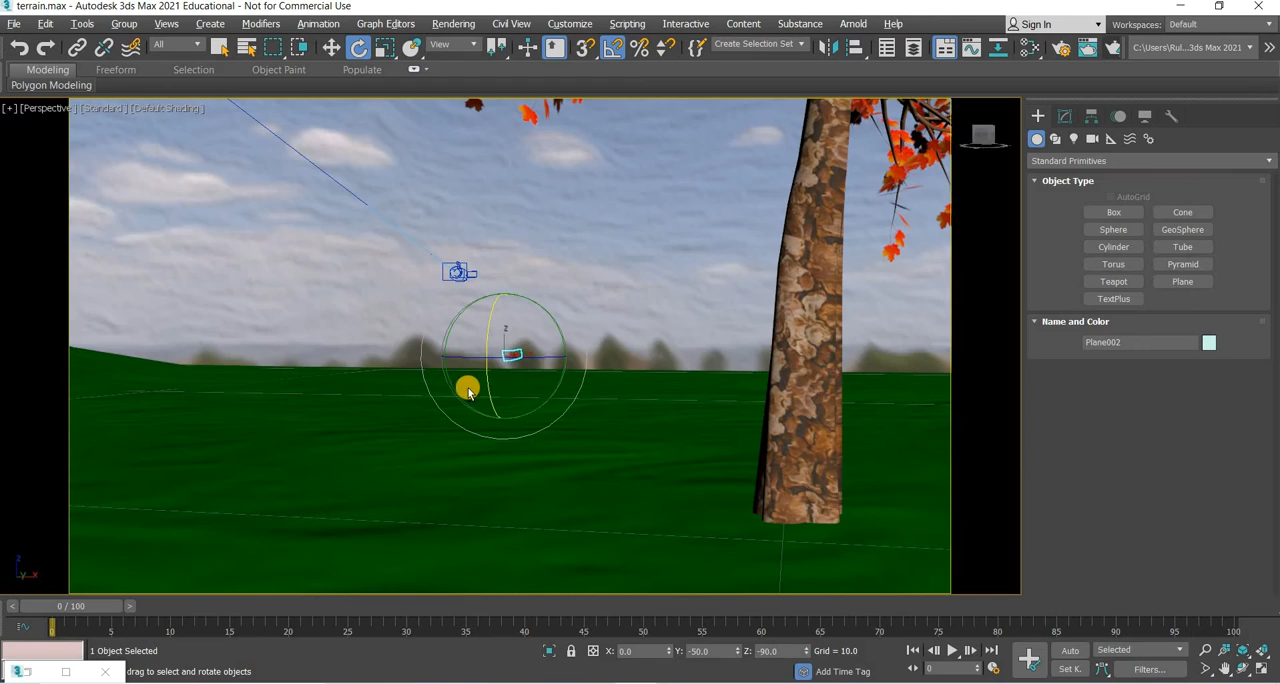 terrain.max - Autodesk 3ds Max 2021 Educational - Not for Commercial Use
File Edit Tools Group Views Create Modifiers Animation Graph Editors Rendering Civil View Customize Scripting Interactive Content Substance Arnold Help Sign In Workspaces: Default
All View Create Selection Set C:\Users\Rul...3ds Max 2021
Modeling Freeform Selection Object Paint Populate
Polygon Modeling
[+] [Perspective ] [Standard ] [Default Shading ]
Standard Primitives
Object Type
AutoGrid
Box Cone
Sphere GeoSphere
Cylinder Tube
Torus Pyramid
Teapot Plane
TextPlus
Name and Color
Plane002
z
z
y x
0 / 100
0 5 10 15 20 25 30 35 40 45 50 55 60 65 70 75 80 85 90 95 100
1 Object Selected X: 0.0 Y: -50.0 Z: -90.0 Grid = 10.0 Auto Selected
drag to select and rotate objects Add Time Tag 0 Set K. Filters...